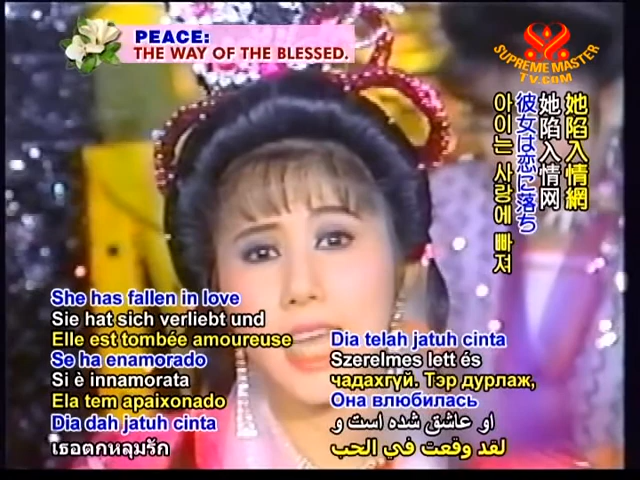 PEACE:
THE WAY OF THE BLESSED.
SUPREME MASTER
TV.COM
她陷入情網
她陷入情网
彼女は恋に落ち
아이는 사랑에 빠져
She has fallen in love
Sie hat sich verliebt und
Elle est tombée amoureuse
Se ha enamorado
Si è innamorata
Ela tem apaixonado
Dia dah jatuh cinta
เธอตกหลุมรัก
Dia telah jatuh cinta
Szerelmes lett és
чадахгүй. Тэр дурлаж,
Она влюбилась
او عاشق شده است و
لقد وقعت في الحب